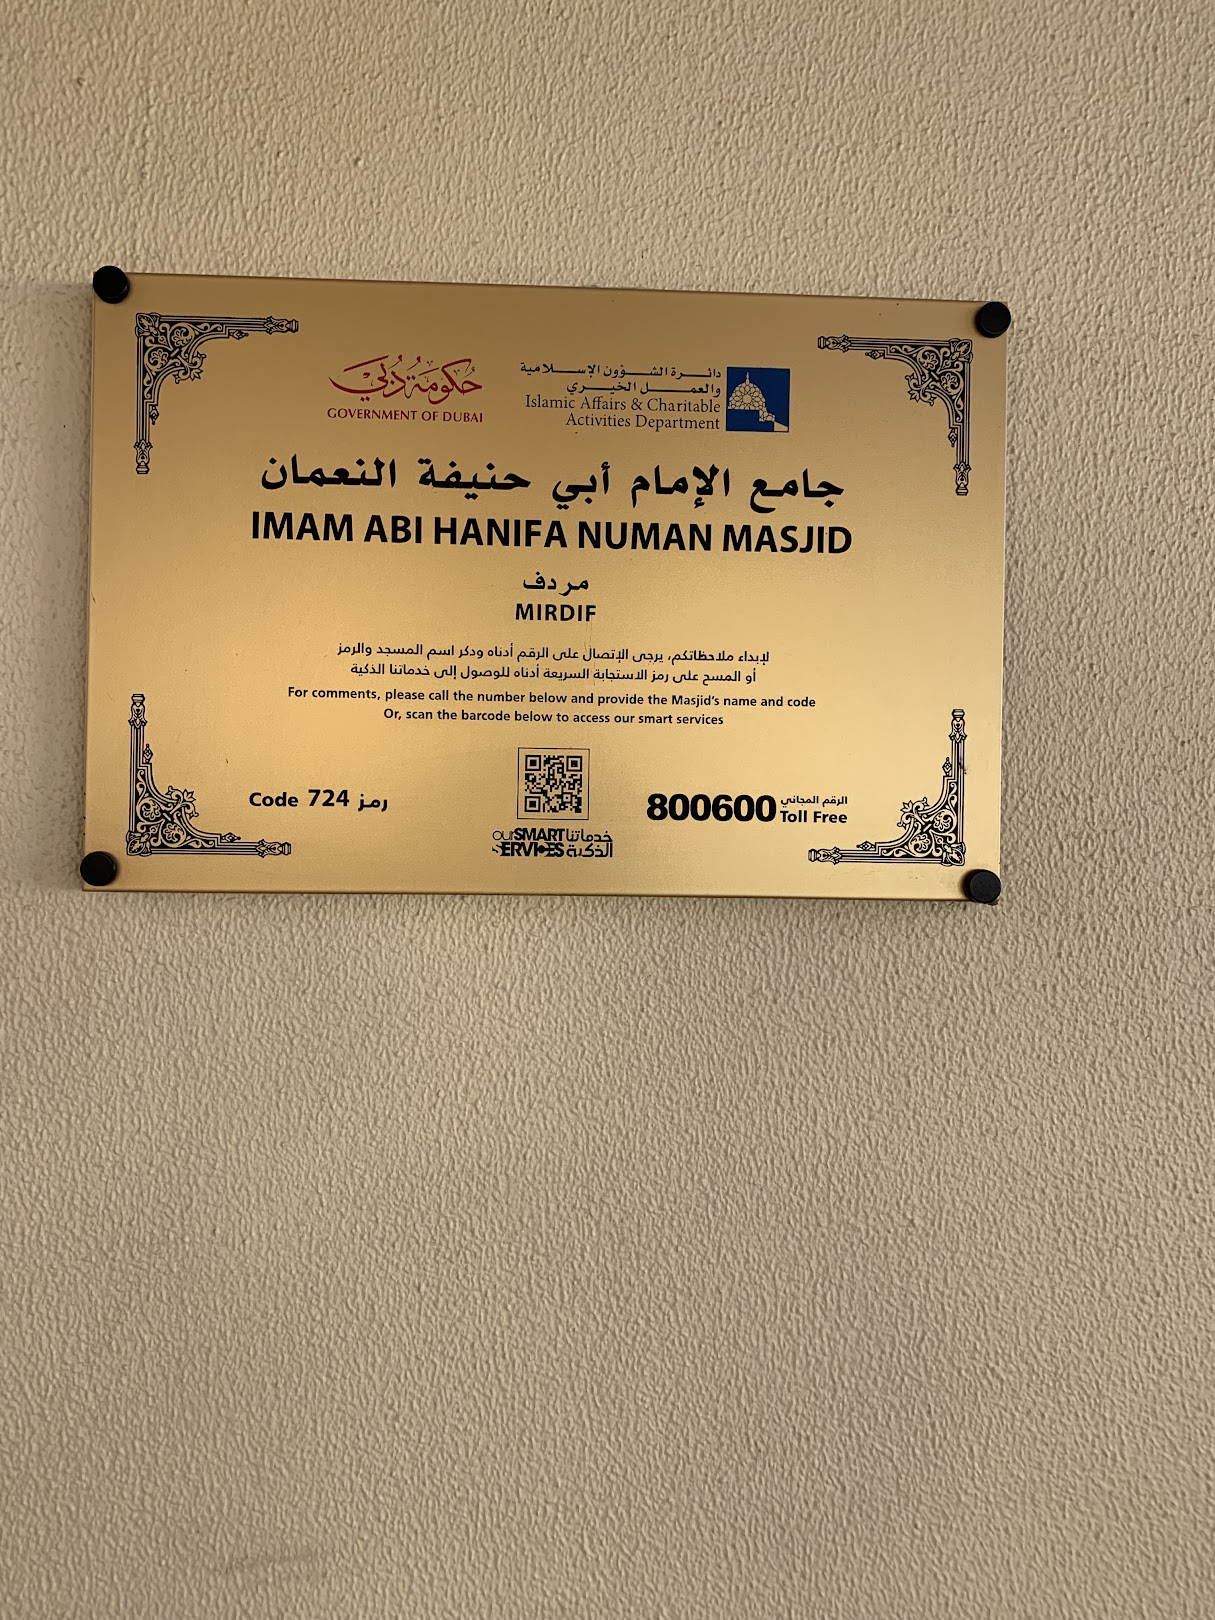 حكومة دبي
GOVERNMENT OF DUBAI
دائرة الشؤون الإسلامية
والعمل الخيري
Islamic Affairs & Charitable
Activities Department
جامع الإمام أبي حنيفة النعمان
IMAM ABI HANIFA NUMAN MASJID
مردف
MIRDIF
لإبداء ملاحظاتكم، يرجى الإتصال على الرقم أدناه وذكر اسم المسجد والرمز
أو المسح على رمز الاستجابة السريعة أدناه للوصول إلى خدماتنا الذكية
For comments, please call the number below and provide the Masjid's name and code
Or, scan the barcode below to access our smart services
Code 724 رمز
ourSMART خدماتنا
SERVICES الذكية
800600
الرقم المجاني
Toll Free